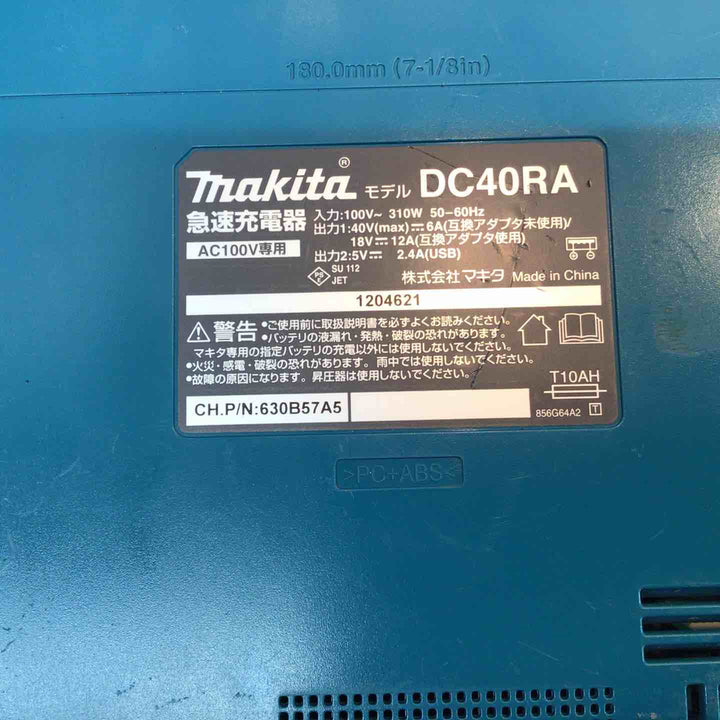 180.0mm (7-1/8in)
makita® モデル DC40RA
急速充電器
AC100V専用
入力:100V~ 310W 50-60Hz
出力1:40V(max)⎓6A(互換アダプタ未使用)/
18V⎓12A(互換アダプタ使用)
出力2:5V⎓ 2.4A(USB)
PS E
SU 112
JET
株式会社マキタ Made in China
1204621
⚠警告
•ご使用前に取扱説明書を必ずよくお読みください。
•バッテリの液漏れ・発熱・破裂の恐れがあります。
マキタ専用の指定バッテリの充電以外には使用しないでください。
•火災・感電・破裂の恐れがあります。雨中では使用しないでください。
•故障の原因になります。昇圧器は使用しないでください。
T10AH
CH.P/N:630B57A5
856G64A2 T
>PC+ABS<